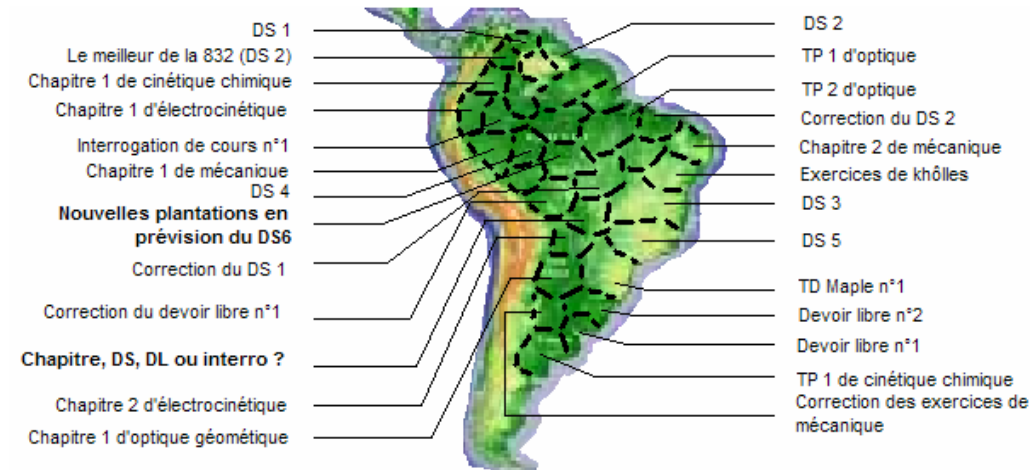 DS 1
Le meilleur de la 832 (DS 2)
Chapitre 1 de cinétique chimique
Chapitre 1 d'électrocinétique
Interrogation de cours n°1
Chapitre 1 de mécanique
DS 4
Nouvelles plantations en
prévision du DS6
Correction du DS 1
Correction du devoir libre n°1
Chapitre, DS, DL ou interro ?
Chapitre 2 d'électrocinétique
Chapitre 1 d'optique géométique
DS 2
TP 1 d'optique
TP 2 d'optique
Correction du DS 2
Chapitre 2 de mécanique
Exercices de khôlles
DS 3
DS 5
TD Maple n°1
Devoir libre n°2
Devoir libre n°1
TP 1 de cinétique chimique
Correction des exercices de
mécanique